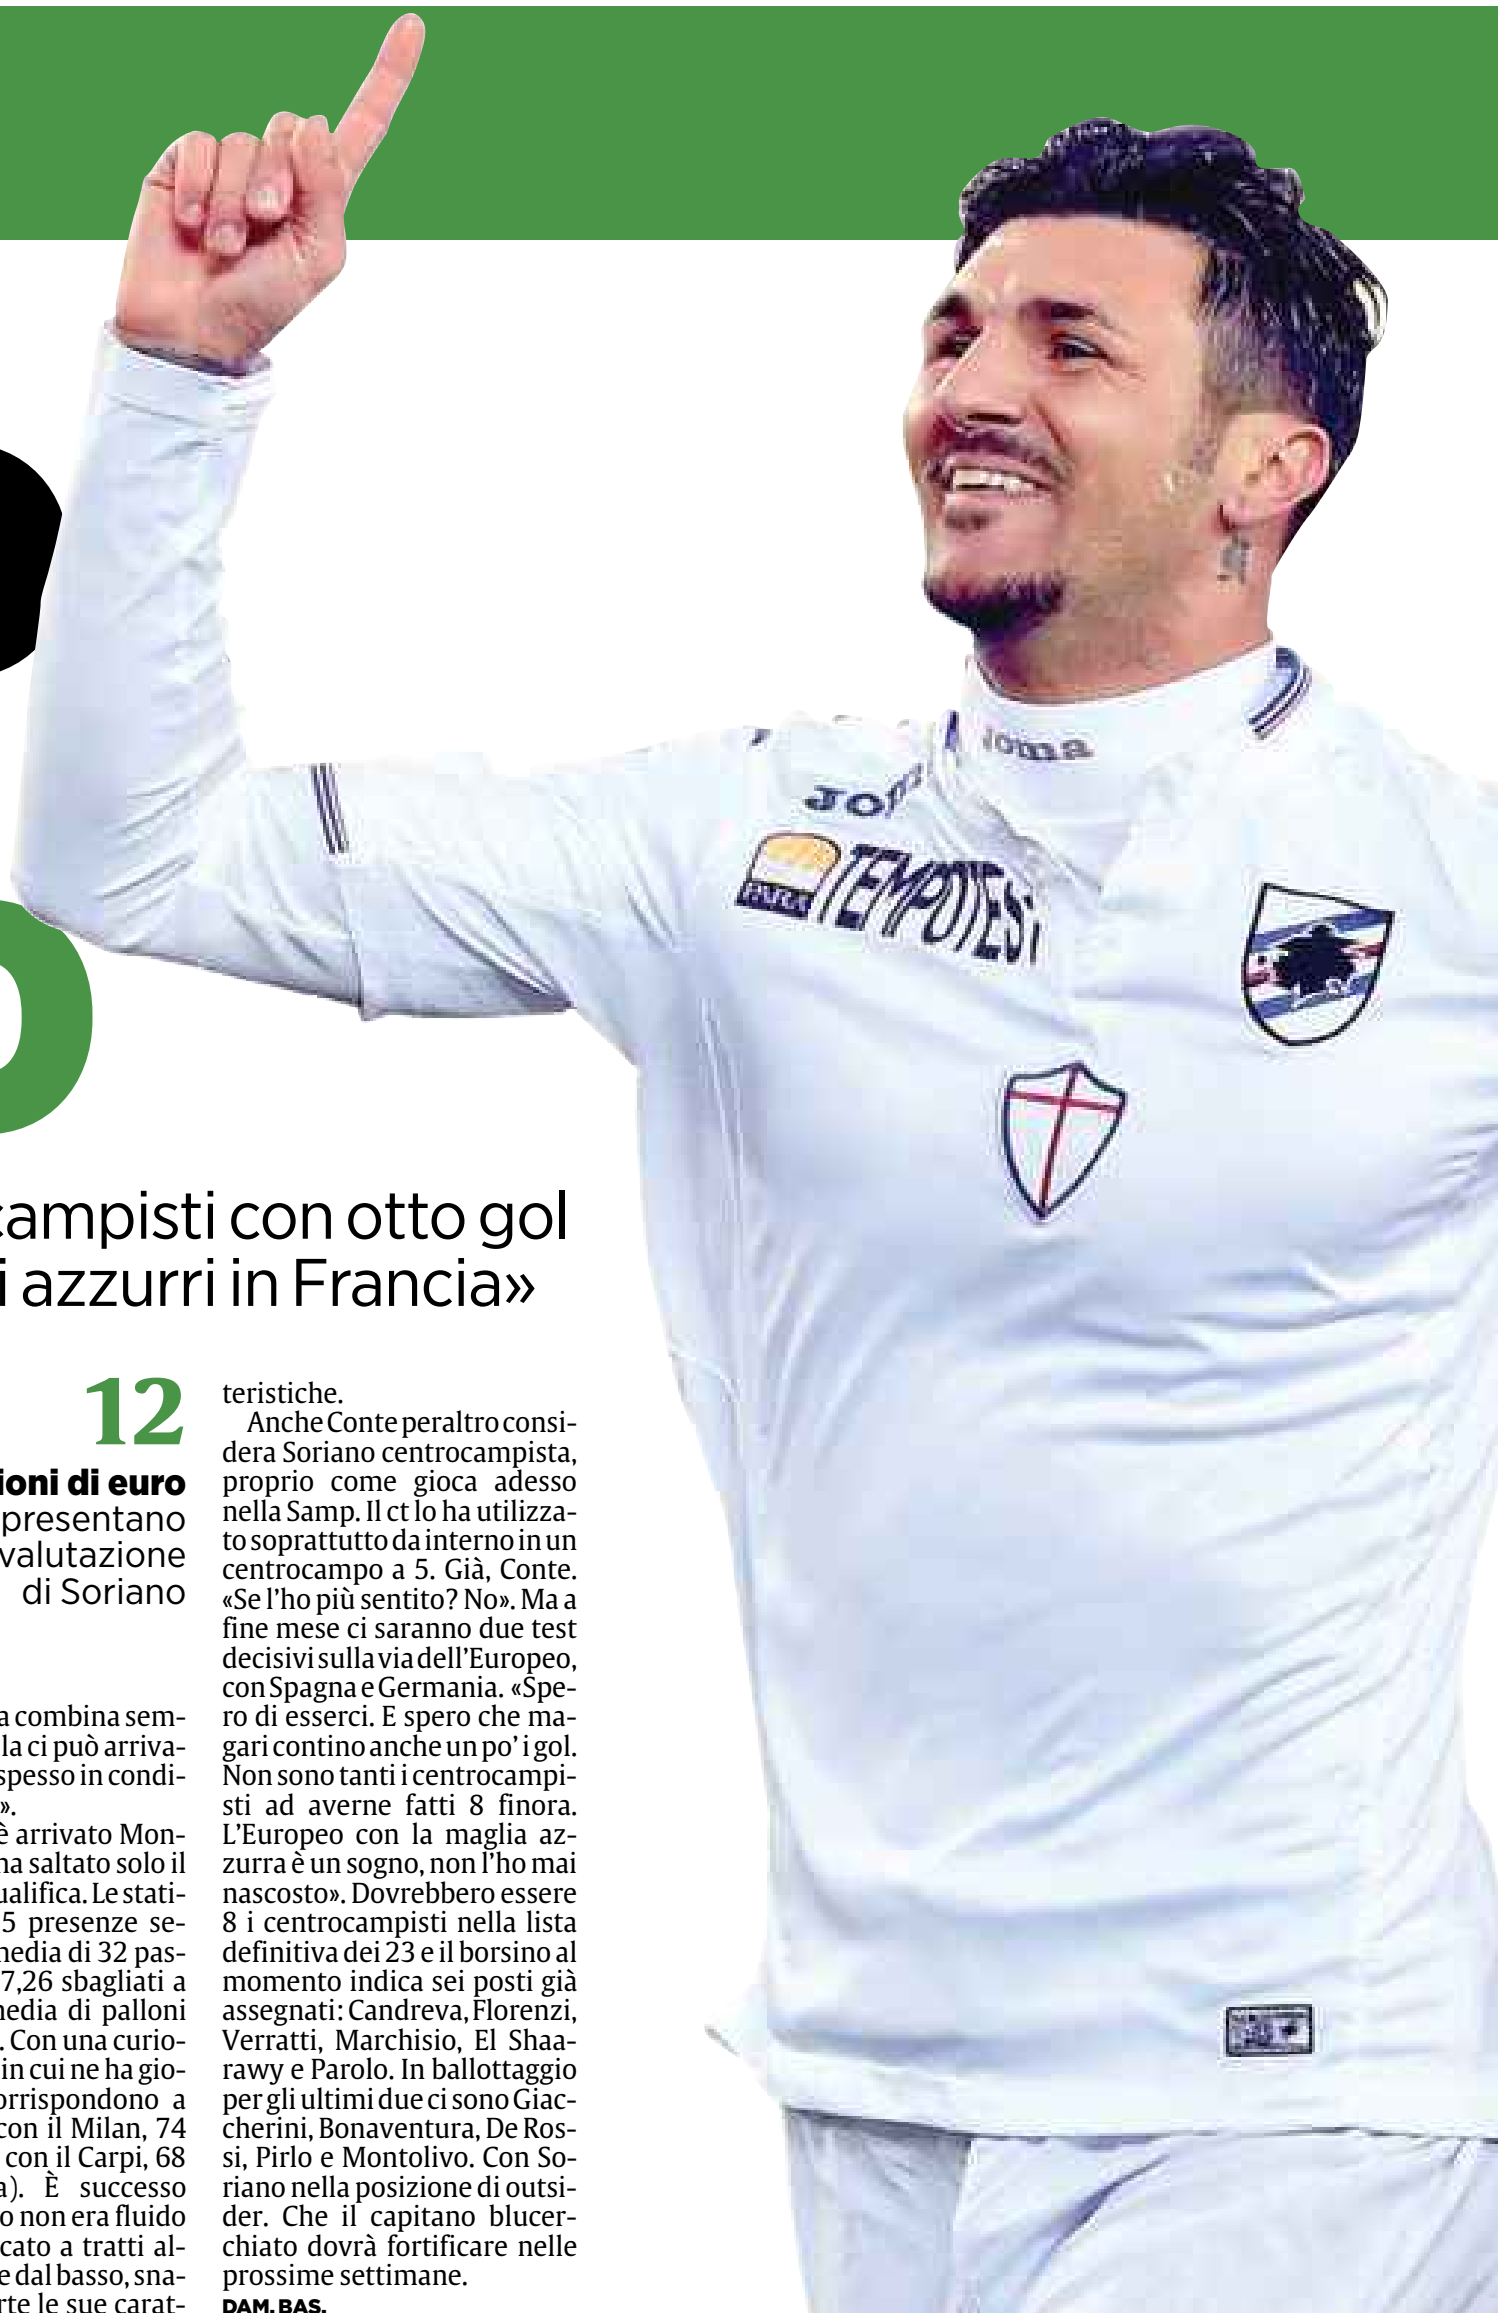 campisti con otto gol
i azzurri in Francia»
12
ioni di euro
presentano
valutazione
di Soriano
a combina sem-
la ci può arriva-
spesso in condi-
».
è arrivato Mon-
na saltato solo il
ualifica. Le stati-
5 presenze se-
nedia di 32 pas-
7,26 sbagliati a
nedia di palloni
. Con una curio-
in cui ne ha gio-
orrispondono a
con il Milan, 74
con il Carpi, 68
a). È successo
o non era fluido
cato a tratti al-
e dal basso, sna-
rte le sue carat-
teristiche.
Anche Conte peraltro consi-
dera Soriano centrocampista,
proprio come gioca adesso
nella Samp. Il ct lo ha utilizza-
to soprattutto da interno in un
centrocampo a 5. Già, Conte.
«Se l'ho più sentito? No». Ma a
fine mese ci saranno due test
decisivi sulla via dell'Europeo,
con Spagna e Germania. «Spe-
ro di esserci. E spero che ma-
gari contino anche un po' i gol.
Non sono tanti i centrocampi-
sti ad averne fatti 8 finora.
L'Europeo con la maglia az-
zurra è un sogno, non l'ho mai
nascosto». Dovrebbero essere
8 i centrocampisti nella lista
definitiva dei 23 e il borsino al
momento indica sei posti già
assegnati: Candreva, Florenzi,
Verratti, Marchisio, El Shaa-
rawy e Parolo. In ballottaggio
per gli ultimi due ci sono Giac-
cherini, Bonaventura, De Ros-
si, Pirlo e Montolivo. Con So-
riano nella posizione di outsi-
der. Che il capitano blucer-
chiato dovrà fortificare nelle
prossime settimane.
DAM. BAS.
Joma
Jom
PARÀ
TEMPOTEST